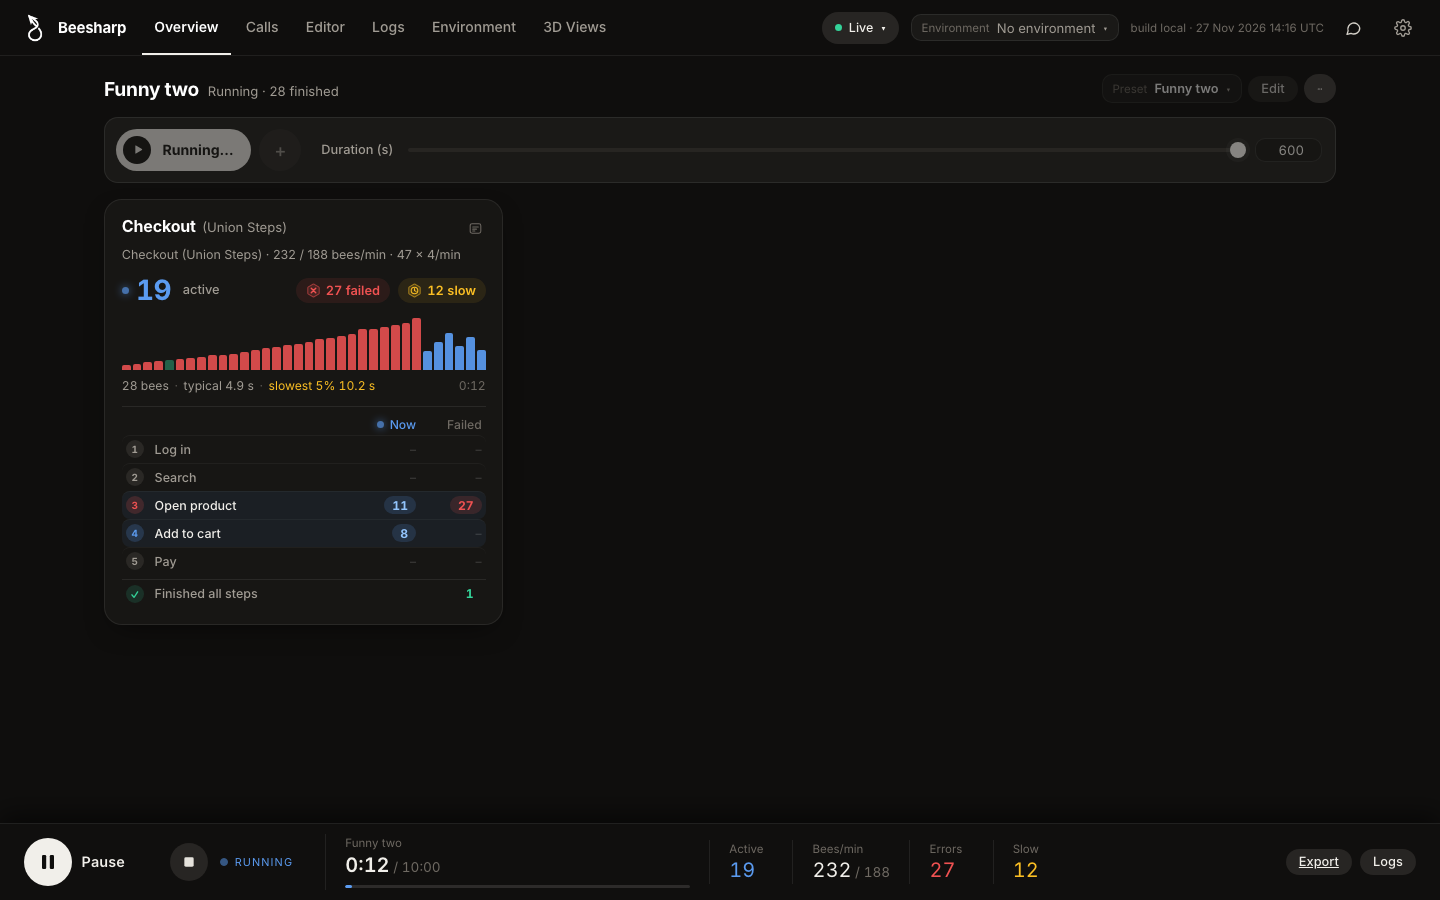 Beesharp Overview Calls Editor Logs Environment 3D Views Live Environment No environment build local · 27 Nov 2026 14:16 UTC
Funny two Running · 28 finished Preset Funny two Edit
Running... + Duration (s) 600
Checkout (Union Steps)
Checkout (Union Steps) · 232 / 188 bees/min · 47 × 4/min
19 active 27 failed 12 slow
28 bees · typical 4.9 s · slowest 5% 10.2 s 0:12
Now Failed
1 Log in – –
2 Search – –
3 Open product 11 27
4 Add to cart 8 –
5 Pay – –
Finished all steps 1
Pause RUNNING
Funny two
0:12 / 10:00
Active
19
Bees/min
232 / 188
Errors
27
Slow
12
Export Logs